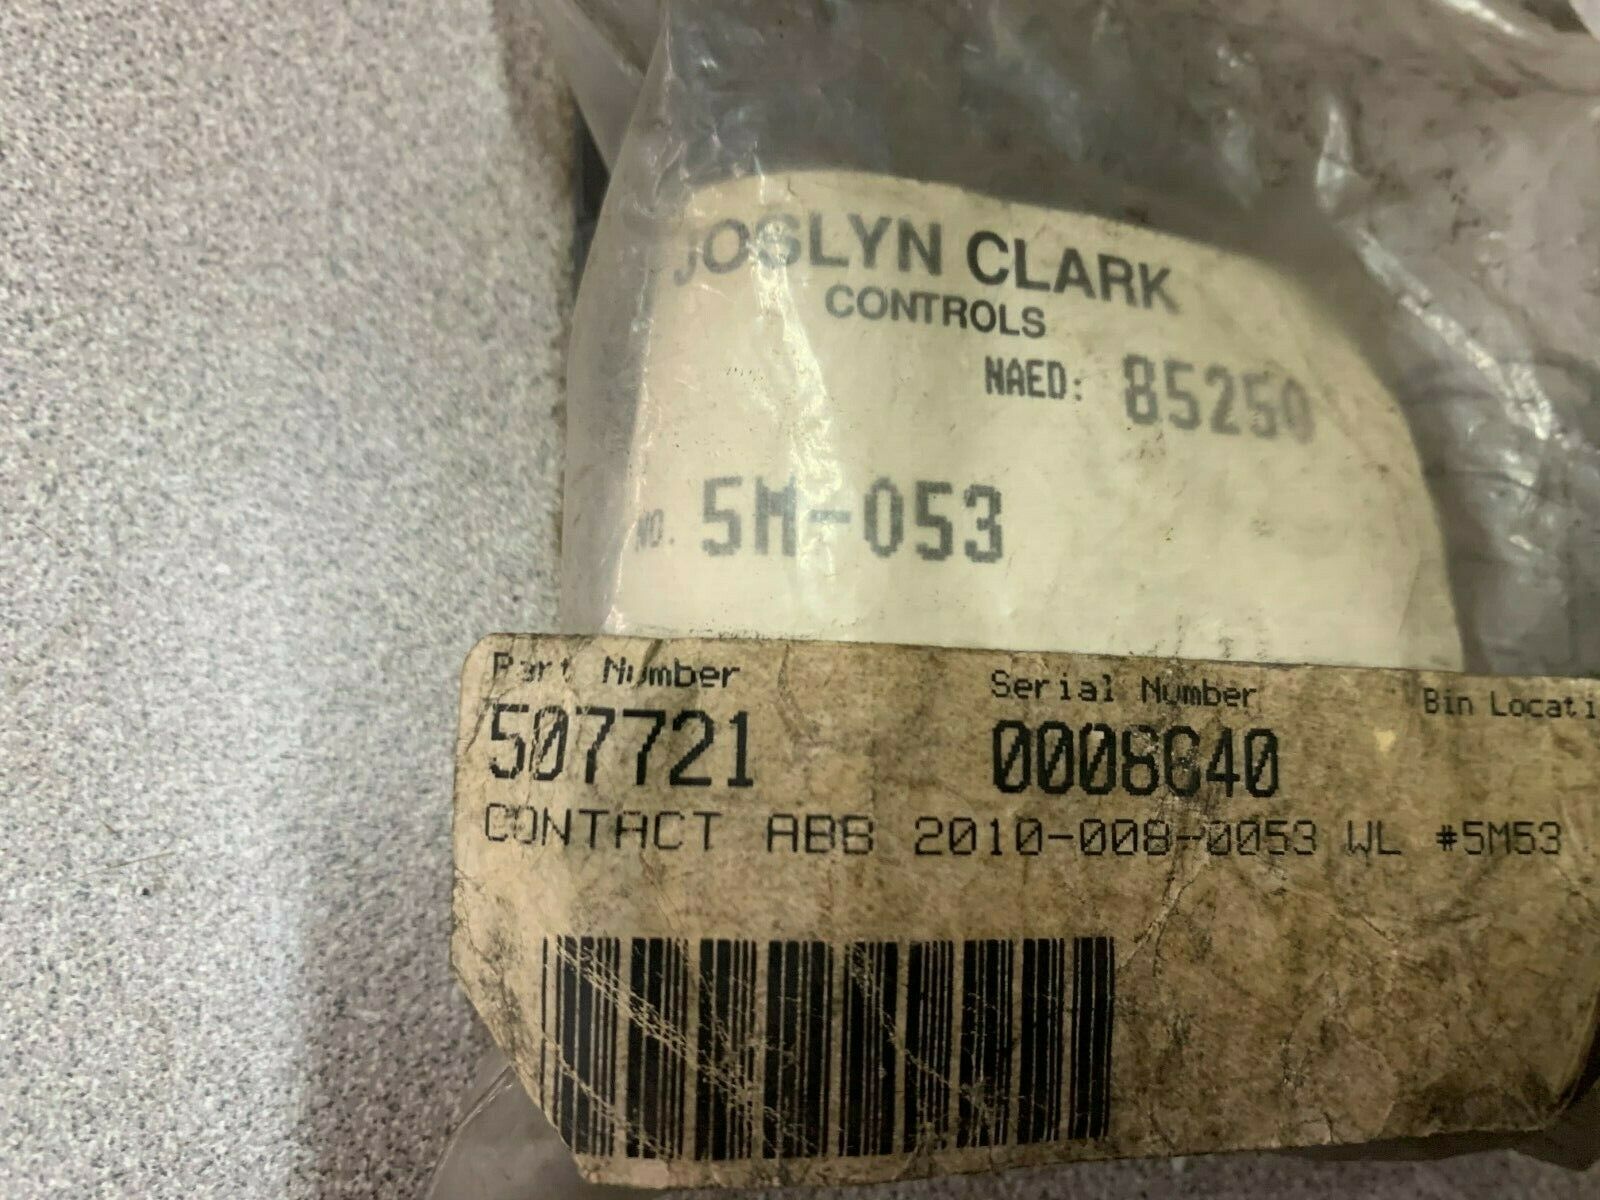 JOSLYN CLARK
CONTROLS
NAED: 85250
NO. 5M-053
Part Number Serial Number Bin Locati
507721 0008640
CONTACT ABB 2010-008-0053 WL #5M53